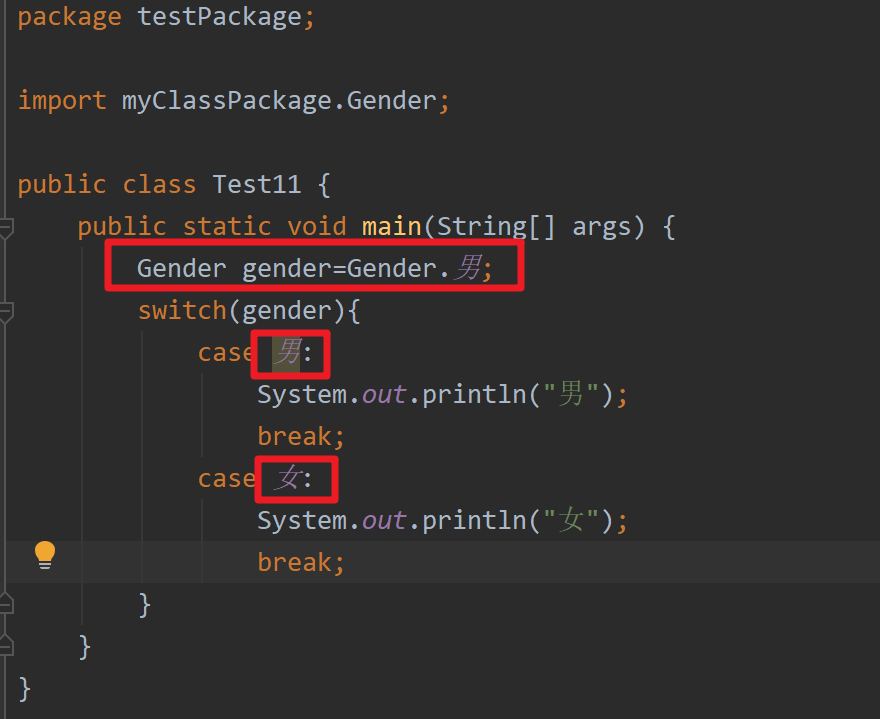 package testPackage;
import myClassPackage.Gender;
public class Test11 {
public static void main(String[] args) {
Gender gender=Gender.男;
switch(gender){
case 男:
System.out.println("男");
break;
case 女:
System.out.println("女");
break;
}
}
}